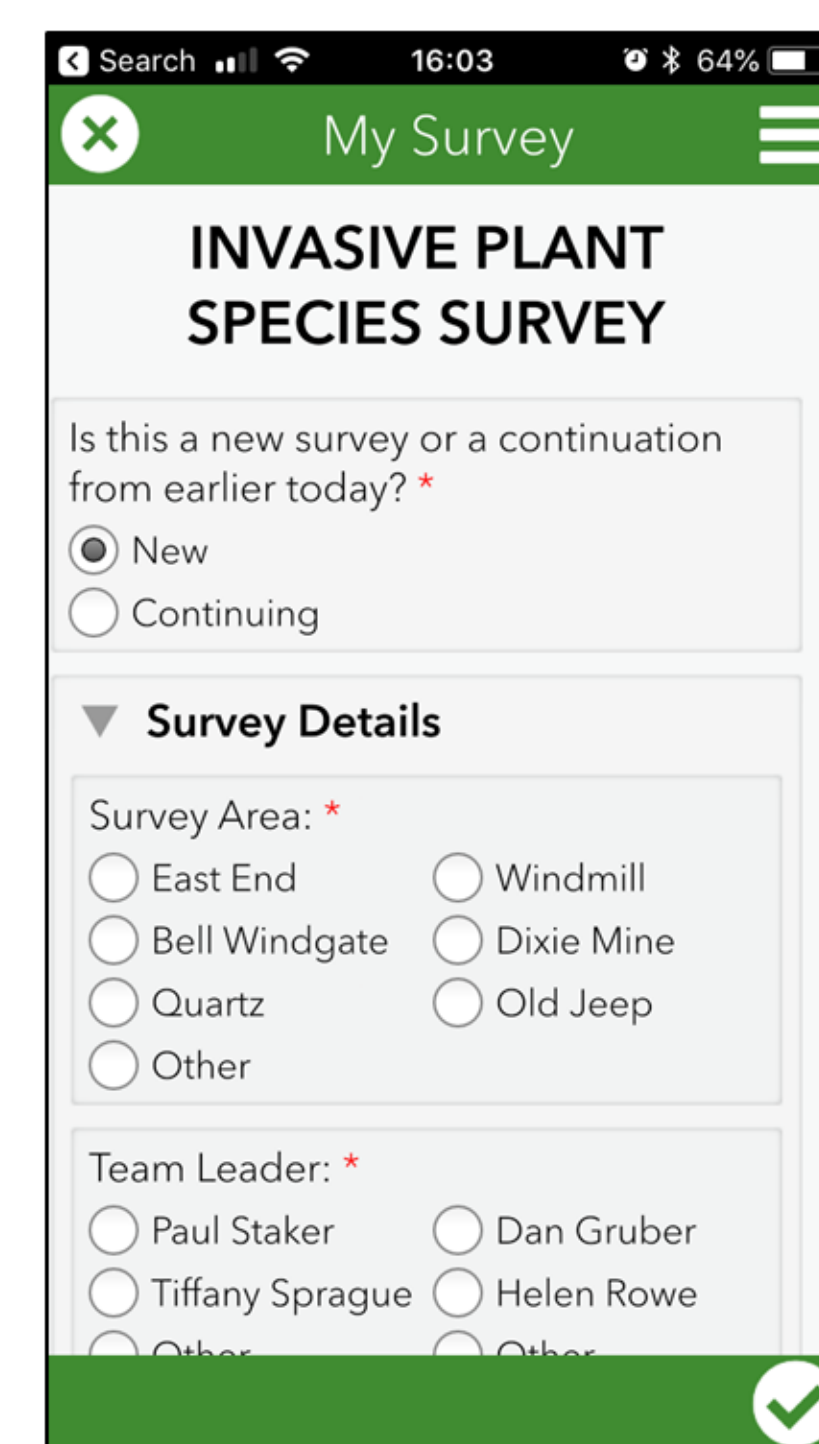 Search 16:03 64%
My Survey
INVASIVE PLANT
SPECIES SURVEY
Is this a new survey or a continuation
from earlier today? *
New
Continuing
Survey Details
Survey Area: *
East End Windmill
Bell Windgate Dixie Mine
Quartz Old Jeep
Other
Team Leader: *
Paul Staker Dan Gruber
Tiffany Sprague Helen Rowe
Other Other